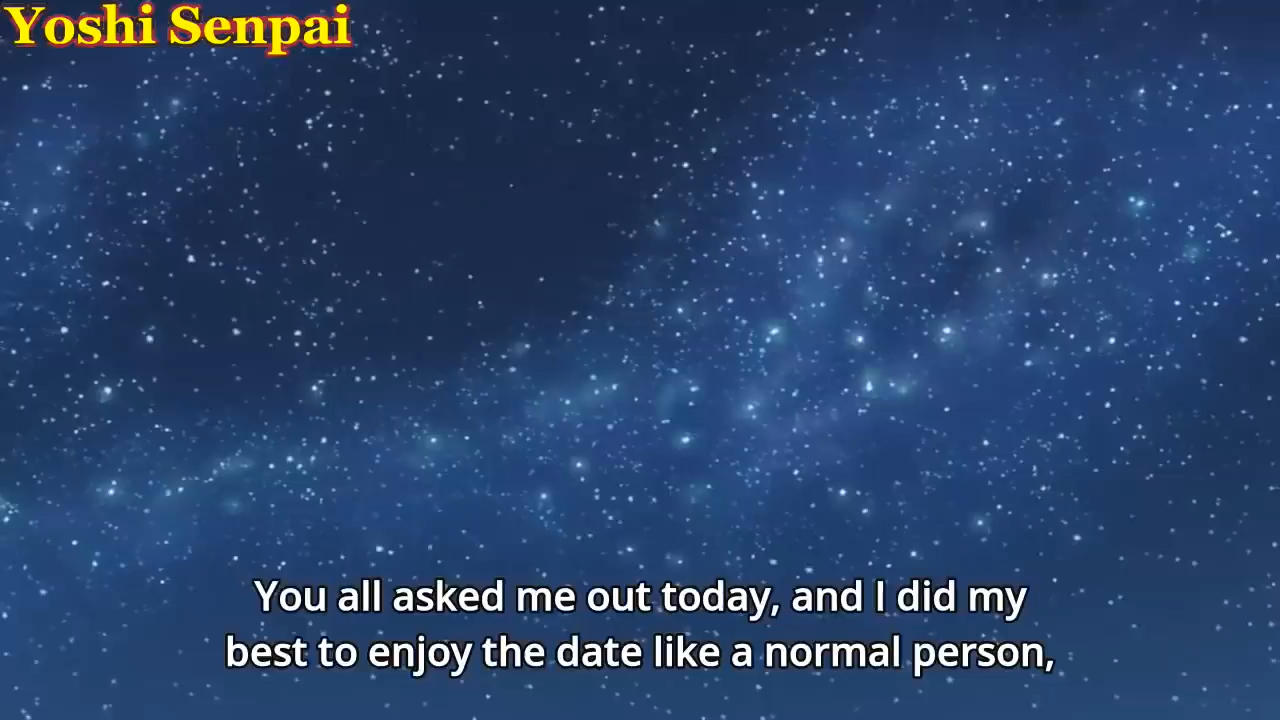 Yoshi Senpai
You all asked me out today, and I did my
best to enjoy the date like a normal person,